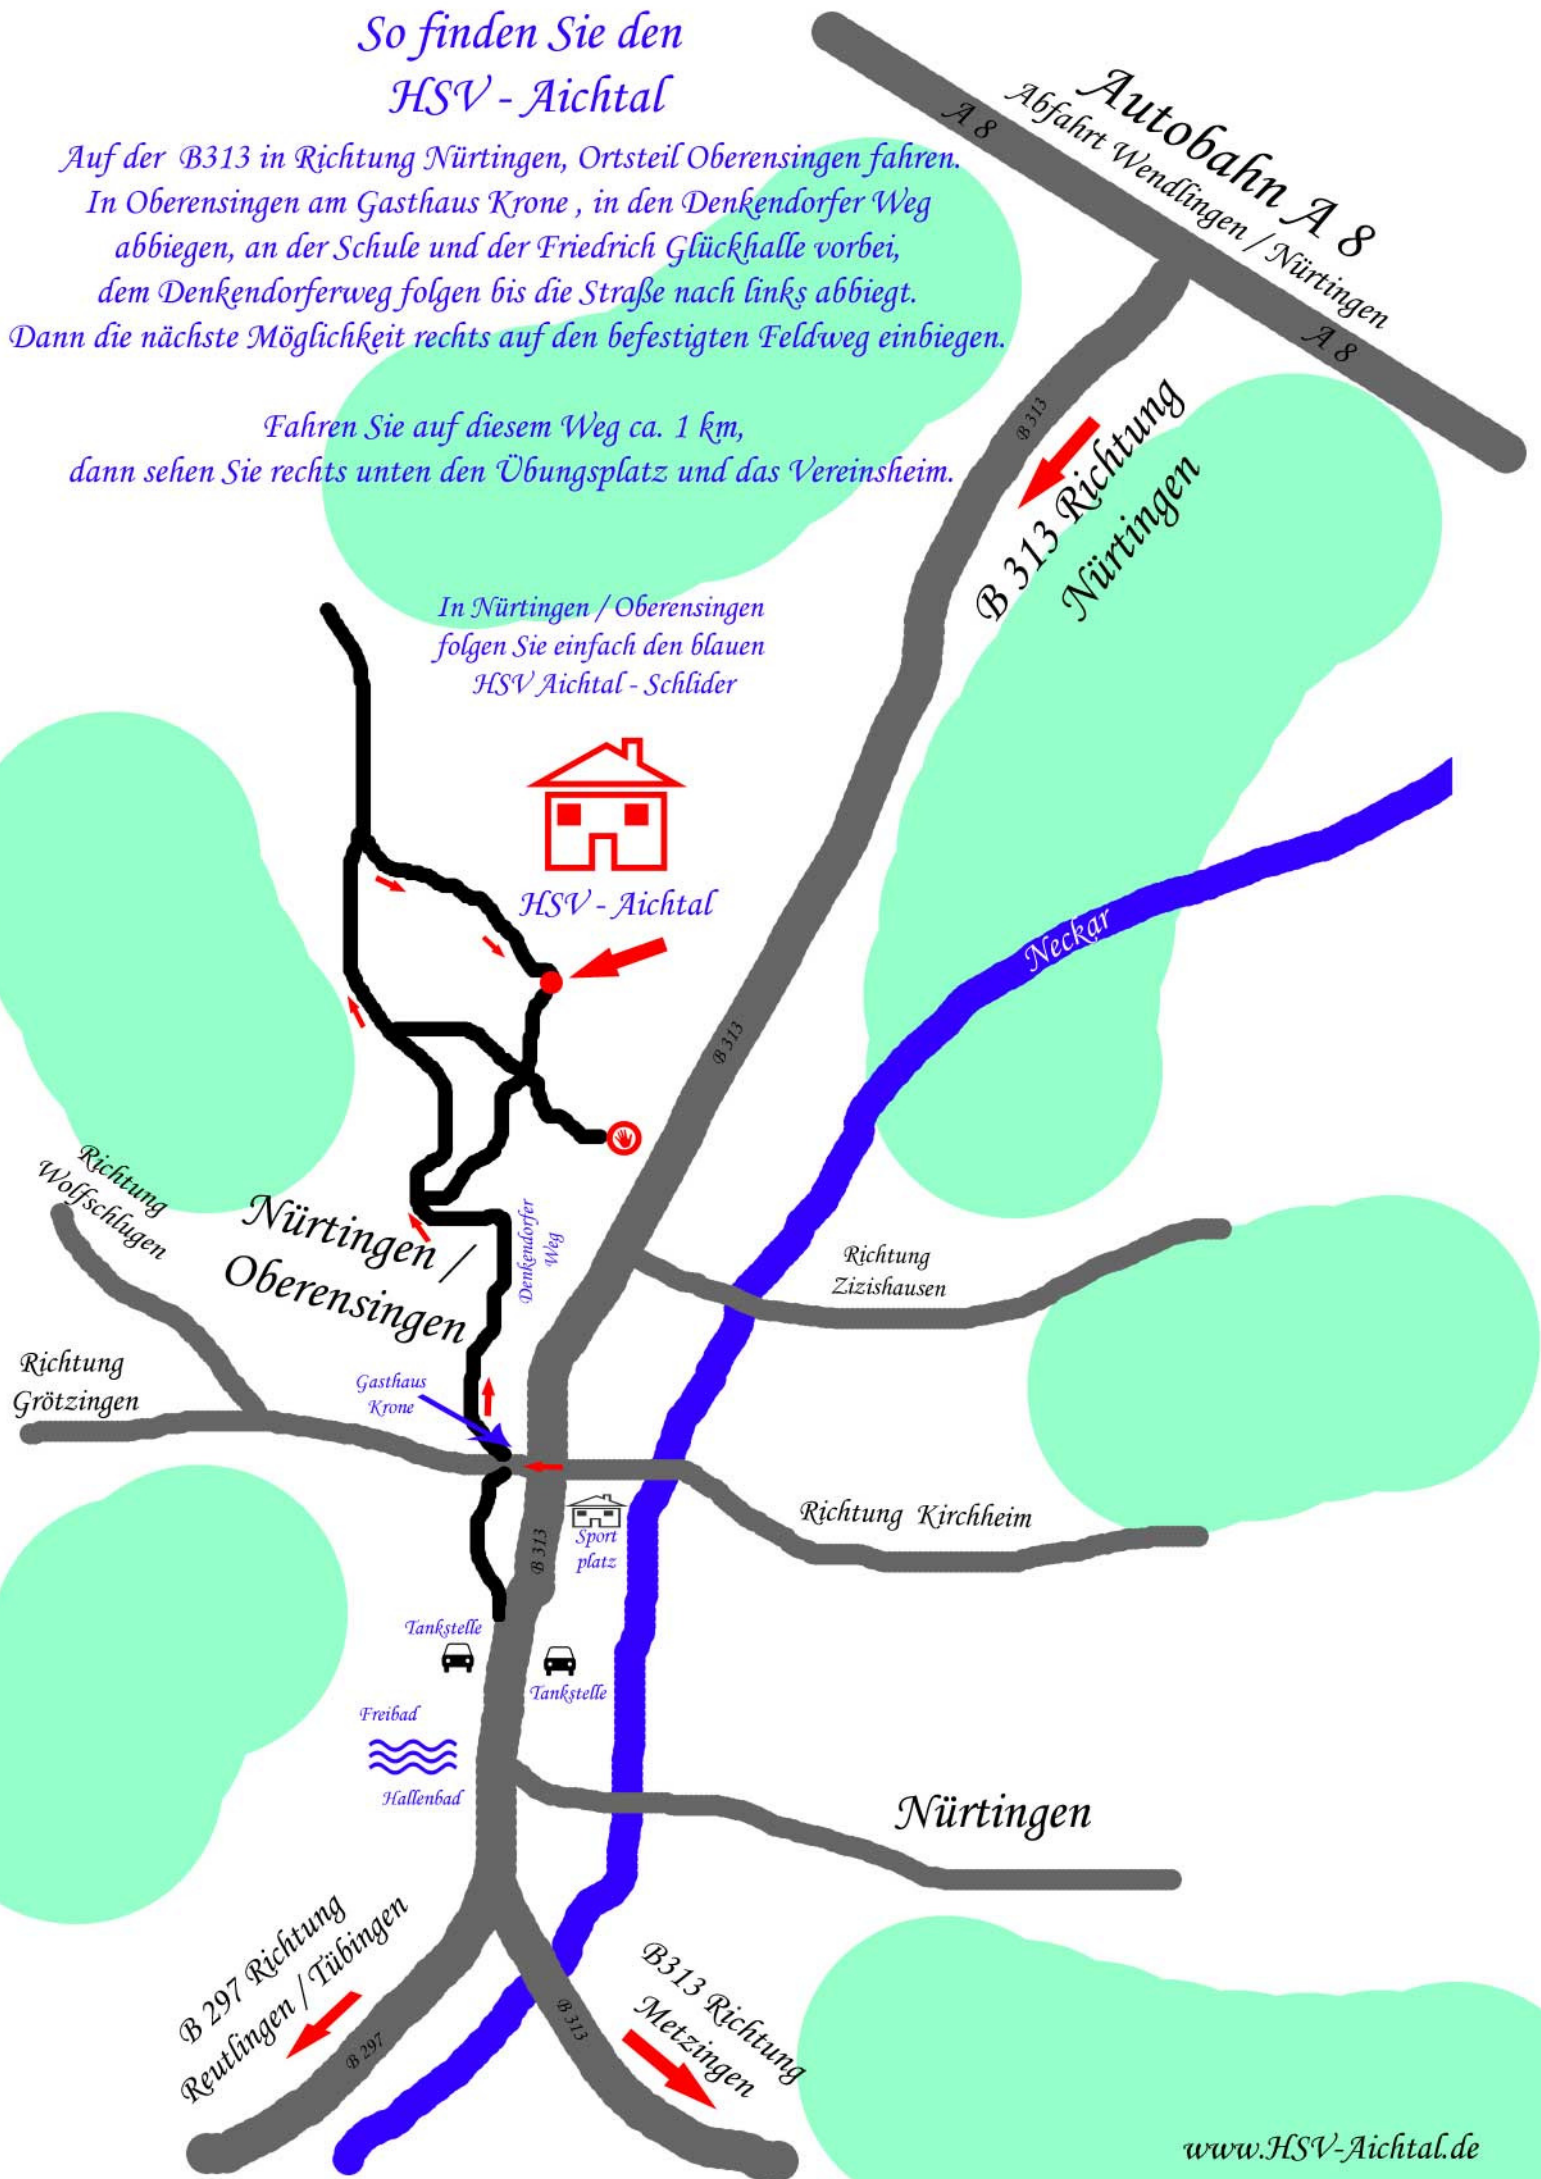 So finden Sie den
HSV - Aichtal
Auf der B313 in Richtung Nürtingen, Ortsteil Oberensingen fahren.
In Oberensingen am Gasthaus Krone , in den Denkendorfer Weg
abbiegen, an der Schule und der Friedrich Glückhalle vorbei,
dem Denkendorferweg folgen bis die Straße nach links abbiegt.
Dann die nächste Möglichkeit rechts auf den befestigten Feldweg einbiegen.
Fahren Sie auf diesem Weg ca. 1 km,
dann sehen Sie rechts unten den Übungsplatz und das Vereinsheim.
A 8
Autobahn A 8
Abfahrt Wendlingen / Nürtingen
A 8
B 313
B 313 Richtung
Nürtingen
In Nürtingen / Oberensingen
folgen Sie einfach den blauen
HSV Aichtal - Schlider
HSV - Aichtal
Neckar
B 313
Richtung
Wolfschlugen
Nürtingen /
Oberensingen
Denkendorfer
Weg
Richtung
Zizishausen
Richtung
Grötzingen
Gasthaus
Krone
Richtung Kirchheim
B 313
Sport
platz
Tankstelle
Tankstelle
Freibad
Hallenbad
Nürtingen
B 297 Richtung
Reutlingen / Tübingen
B 297
B 313
B313 Richtung
Metzingen
www.HSV-Aichtal.de